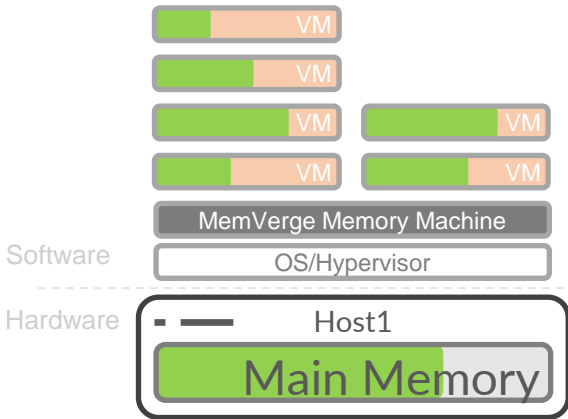 VM
VM
VM VM
VM VM
MemVerge Memory Machine
Software
OS/Hypervisor
Hardware
Host1
Main Memory